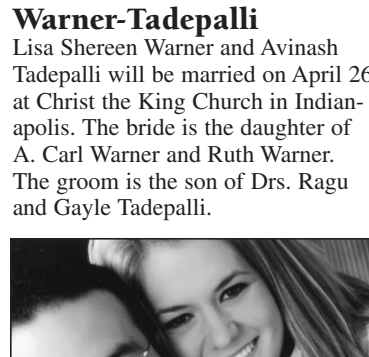 Warner-Tadepalli
Lisa Shereen Warner and Avinash
Tadepalli will be married on April 26
at Christ the King Church in Indian-
apolis. The bride is the daughter of
A. Carl Warner and Ruth Warner.
The groom is the son of Drs. Ragu
and Gayle Tadepalli.